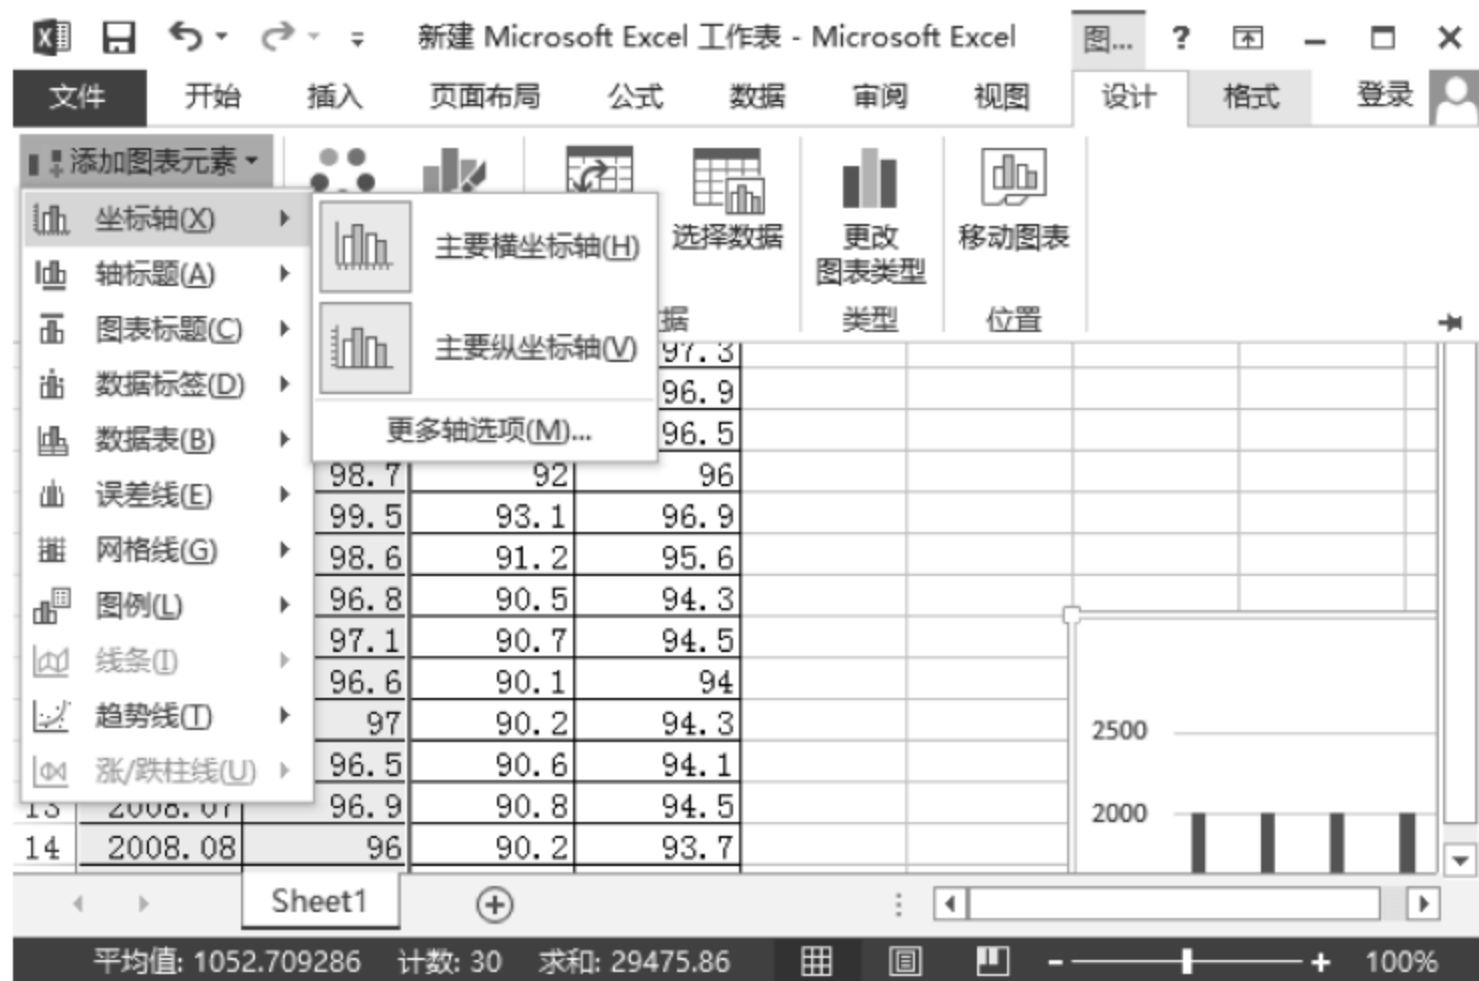 新建 Microsoft Excel 工作表 - Microsoft Excel
图... ?
文件 开始 插入 页面布局 公式 数据 审阅 视图 设计 格式 登录
添加图表元素
选择数据 更改 移动图表
图表类型
据 类型 位置
坐标轴(X)
轴标题(A)
图表标题(C)
数据标签(D)
数据表(B)
误差线(E)
网格线(G)
图例(L)
线条(I)
趋势线(T)
涨/跌柱线(U)
主要横坐标轴(H)
主要纵坐标轴(V)
更多轴选项(M)...
97.3
96.9
96.5
98.7 92 96
99.5 93.1 96.9
98.6 91.2 95.6
96.8 90.5 94.3
97.1 90.7 94.5
96.6 90.1 94
97 90.2 94.3
96.5 90.6 94.1
13 2008.07 96.9 90.8 94.5
14 2008.08 96 90.2 93.7
2500
2000
Sheet1
平均值: 1052.709286 计数: 30 求和: 29475.86 100%